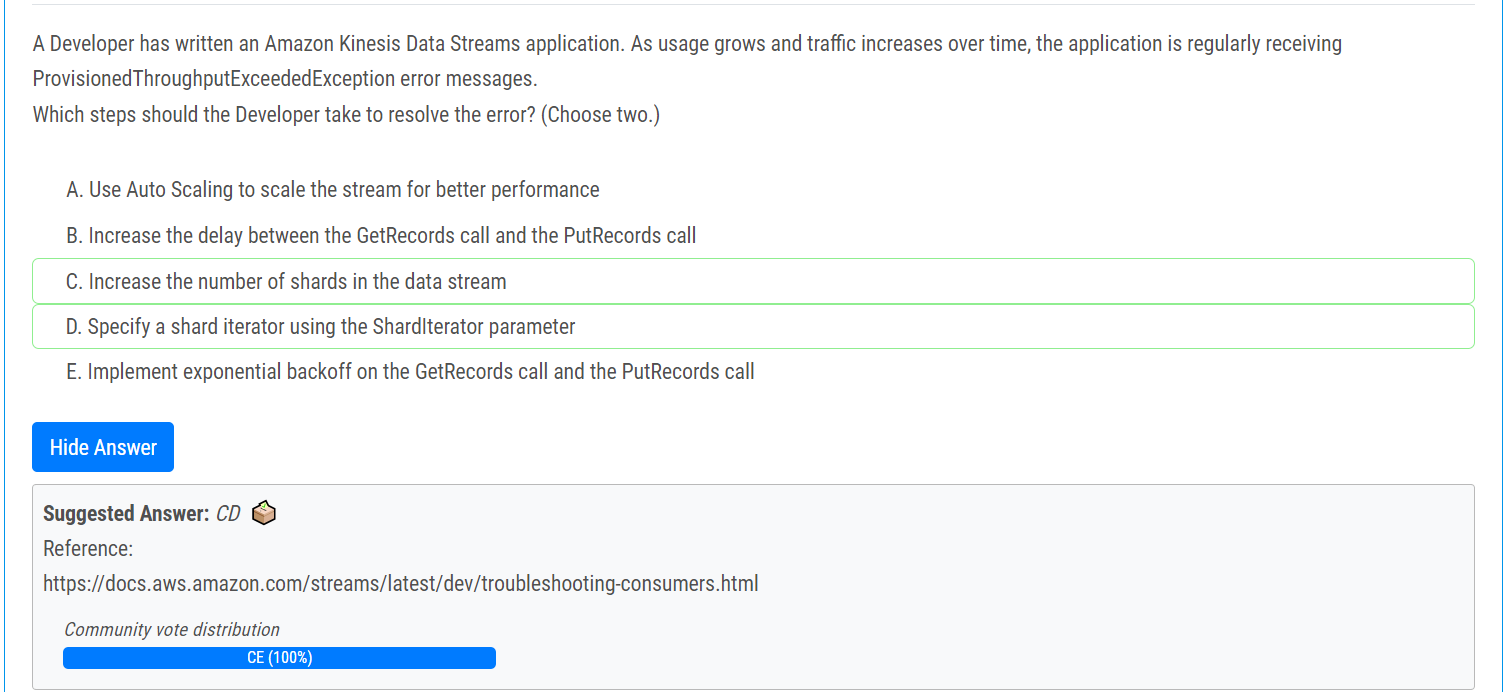 A Developer has written an Amazon Kinesis Data Streams application. As usage grows and traffic increases over time, the application is regularly receiving
ProvisionedThroughputExceededException error messages.
Which steps should the Developer take to resolve the error? (Choose two.)
A. Use Auto Scaling to scale the stream for better performance
B. Increase the delay between the GetRecords call and the PutRecords call
C. Increase the number of shards in the data stream
D. Specify a shard iterator using the ShardIterator parameter
E. Implement exponential backoff on the GetRecords call and the PutRecords call
Hide Answer
Suggested Answer: CD
Reference:
https://docs.aws.amazon.com/streams/latest/dev/troubleshooting-consumers.html
Community vote distribution
CE (100%)